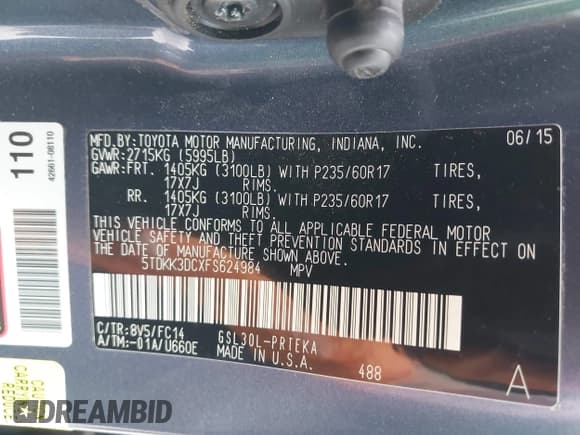 MFD.BY:TOYOTA MOTOR MANUFACTURING, INDIANA, INC. 06/15
GVWR:2715KG (5995LB)
GAWR:FRT. 1405KG (3100LB) WITH P235/60R17 TIRES,
17X7J RIMS.
RR. 1405KG (3100LB) WITH P235/60R17 TIRES,
17X7J RIMS.
THIS VEHICLE CONFORMS TO ALL APPLICABLE FEDERAL MOTOR
VEHICLE SAFETY AND THEFT PREVENTION STANDARDS IN EFFECT ON
THE DATE OF MANUFACTURE SHOWN ABOVE.
5TDKK3DCXFS624984 MPV
C/TR:8V5/FC14 GSL30L-PRTEKA
A/TM:-01A/U660E MADE IN U.S.A. 488 A
110
42661-08110
DREAMBID